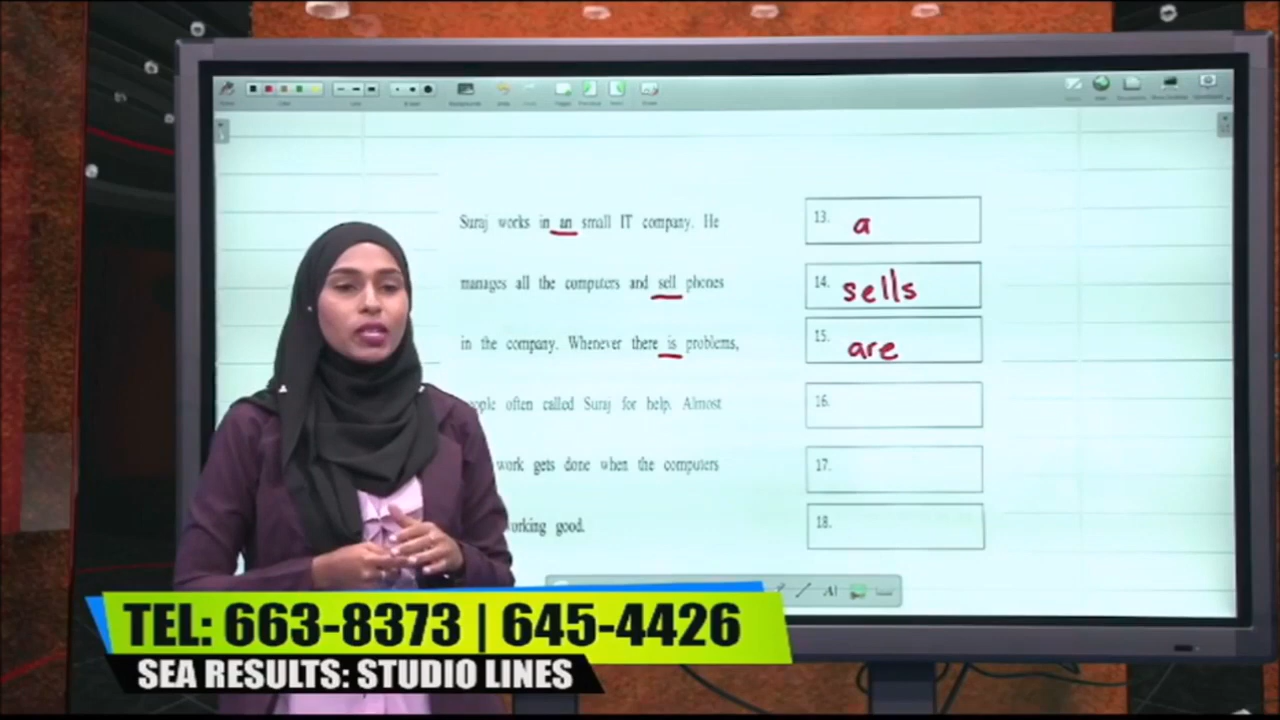 Suraj works in an small IT company. He
13. a
manages all the computers and sell phones
14. sells
in the company. Whenever there is problems,
15. are
often called Suraj for help. Almost
16.
work gets done when the computers
17.
good.
18.
A
TEL: 663-8373 | 645-4426
SEA RESULTS: STUDIO LINES